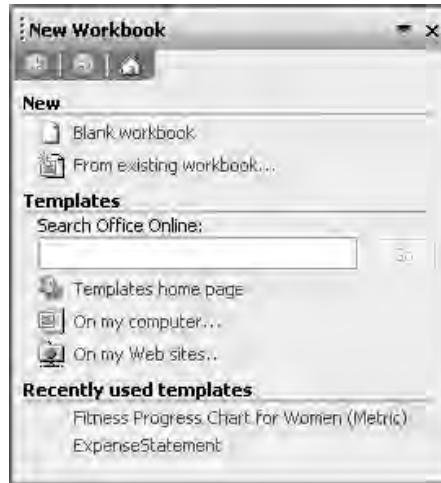 New Workbook
New
Blank workbook
From existing workbook...
Templates
Search Office Online:
Go
Templates home page
On my computer...
On my Web sites..
Recently used templates
Fitness Progress Chart for Women (Metric)
ExpenseStatement